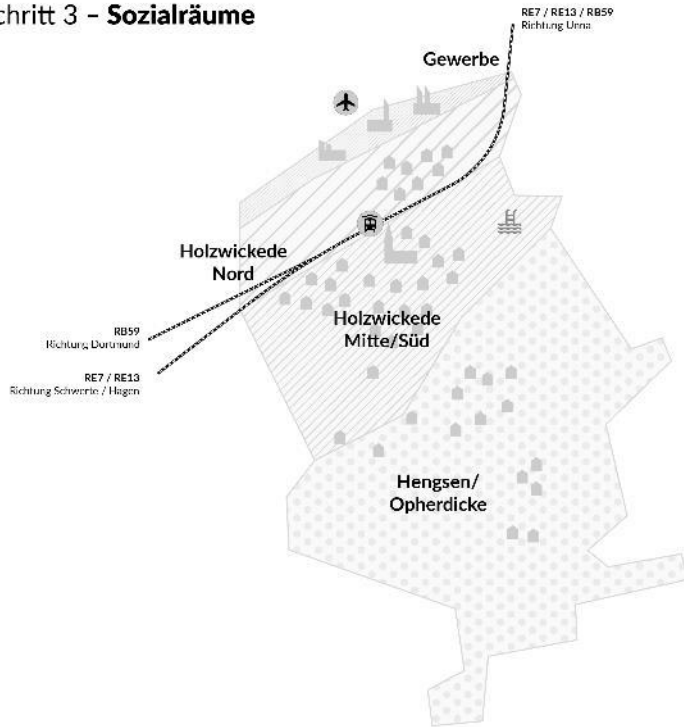 chritt 3 – Sozialräume
RE7 / RE13 / RB59
Richtung Unna
Gewerbe
Holzwickede
Nord
RB59
Richtung Dortmund
Holzwickede
Mitte/Süd
RE7 / RE13
Richtung Schwerte / Hagen
Hengsen/
Opherdicke